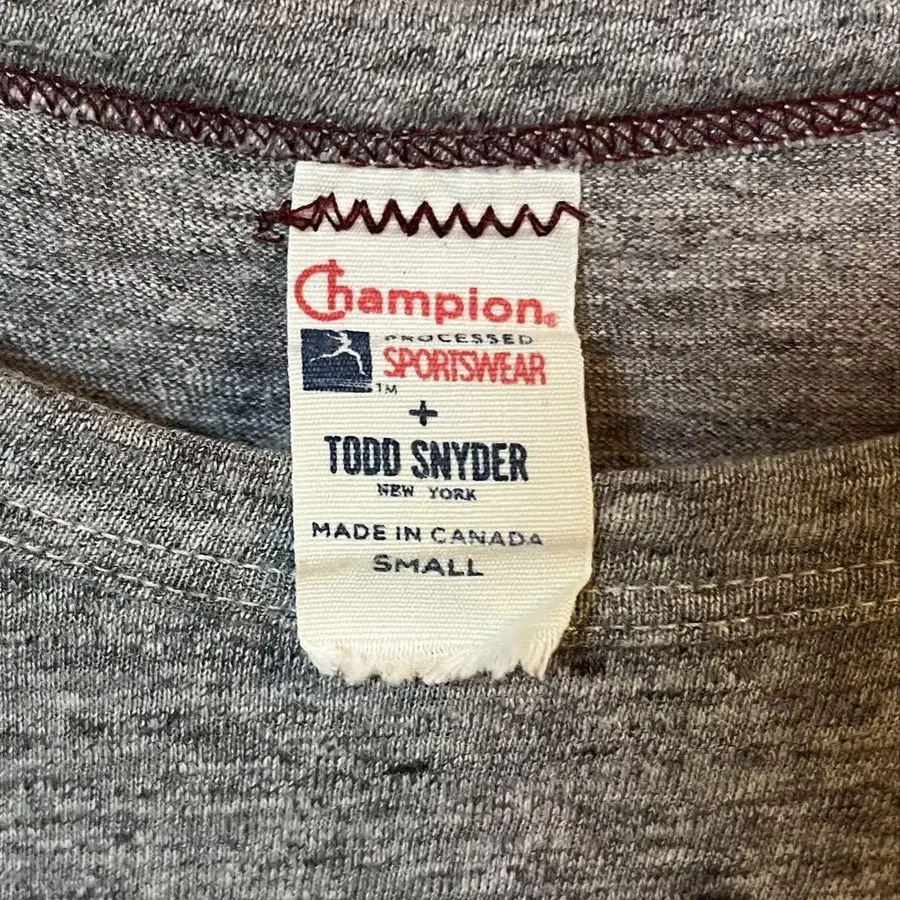 Champion®
PROCESSED
SPORTSWEAR
TM
+
TODD SNYDER
NEW YORK
MADE IN CANADA
SMALL